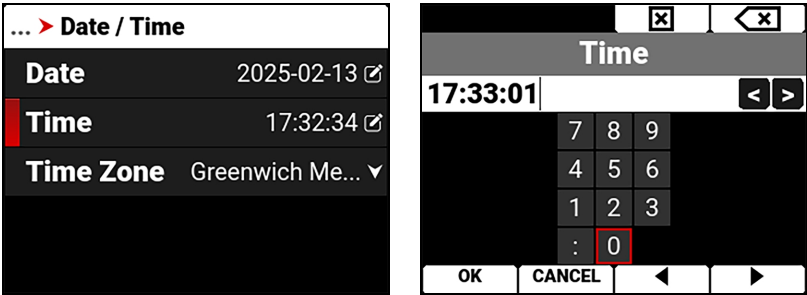 ... > Date / Time
Date 2025-02-13
Time 17:32:34
Time Zone Greenwich Me...
Time
17:33:01 < >
7 8 9
4 5 6
1 2 3
: 0
OK CANCEL ◀ ▶